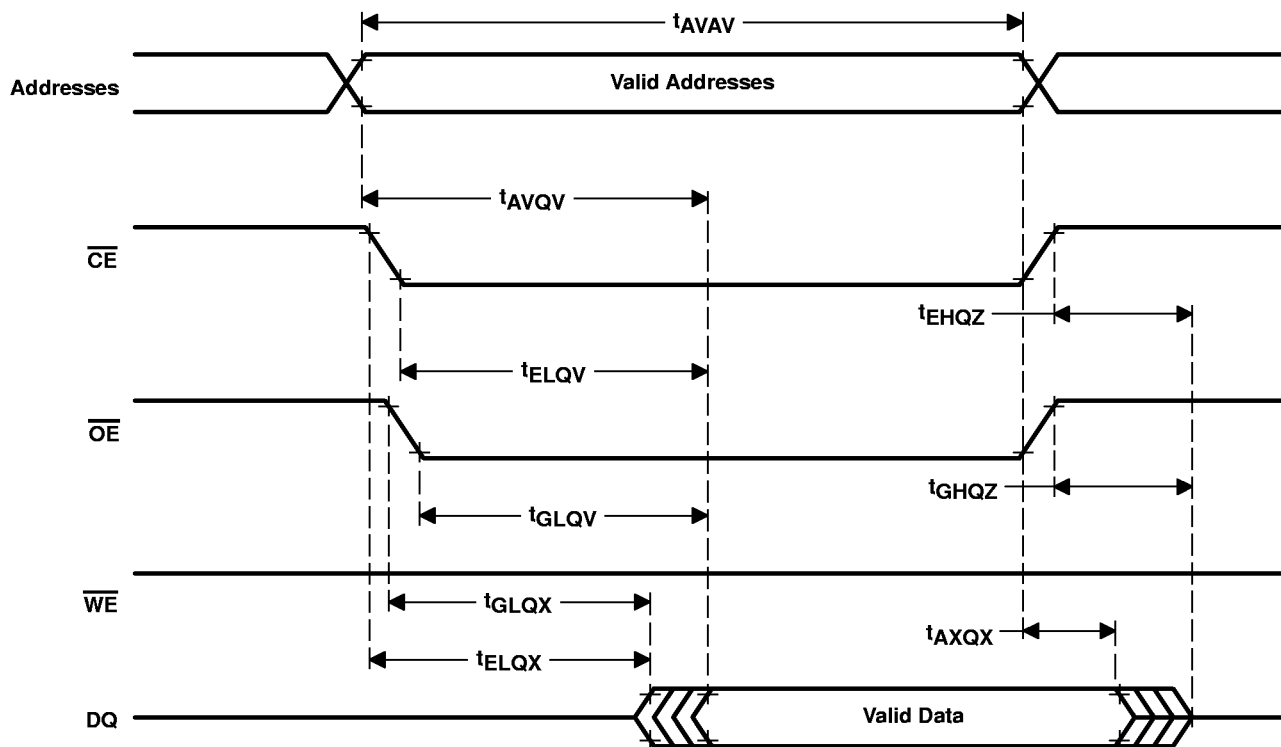 tAVAV
Addresses
Valid Addresses
tAVQV
CE
tEHQZ
tELQV
OE
tGHQZ
tGLQV
WE
tGLQX
tAXQX
tELQX
DQ
Valid Data